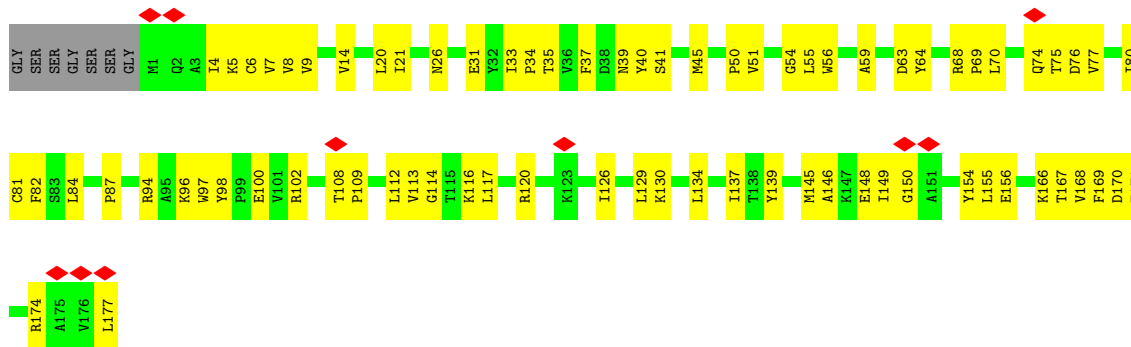 GLY SER SER GLY SER SER GLY M1 Q2 A3 I4 K5 C6 V7 V8 V9 V14 L20 I21 N26 E31 Y32 I33 P34 T35 V36 F37 D38 N39 Y40 S41 M45 P50 V51 G54 L55 W56 A59 D63 Y64 R68 P69 L70 Q74 T75 D76 V77 I80
C81 F82 S83 L84 P87 R94 A95 K96 W97 Y98 P99 E100 V101 R102 T108 P109 L112 V113 G114 T115 K116 L117 R120 K123 I126 L129 K130 L134 I137 T138 Y139 M145 A146 K147 E148 I149 G150 A151 Y154 L155 E156 K166 T167 V168 F169 D170
R174 A175 V176 L177